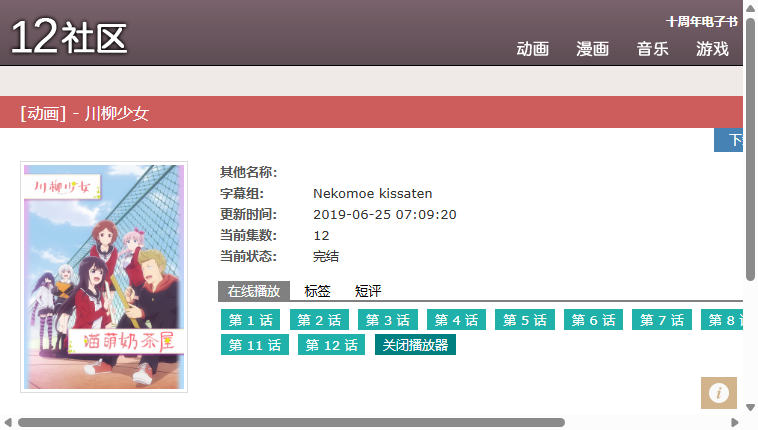 12社区
十周年电子书
动画 漫画 音乐 游戏
[动画] - 川柳少女
川柳少女
喵萌奶茶屋
其他名称：
字幕组： Nekomoe kissaten
更新时间： 2019-06-25 07:09:20
当前集数： 12
当前状态： 完结
在线播放 标签 短评
第 1 话 第 2 话 第 3 话 第 4 话 第 5 话 第 6 话 第 7 话 第 8
第 11 话 第 12 话 关闭播放器